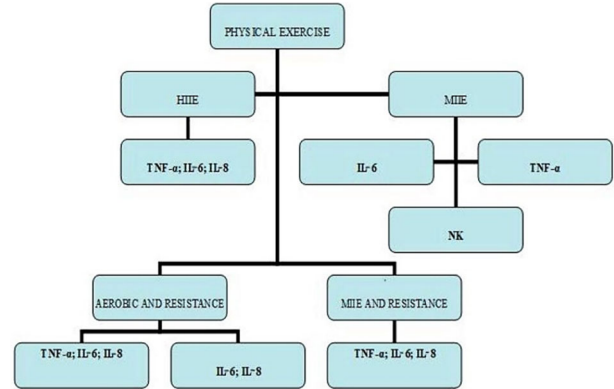 PHYSICAL EXERCISE
HIIE
MIIE
TNF-α; IL-6; IL-8
IL-6
TNF-α
NK
AEROBIC AND RESISTANCE
MIIE AND RESISTANCE
TNF-α; IL-6; IL-8
IL-6; IL-8
TNF-α; IL-6; IL-8